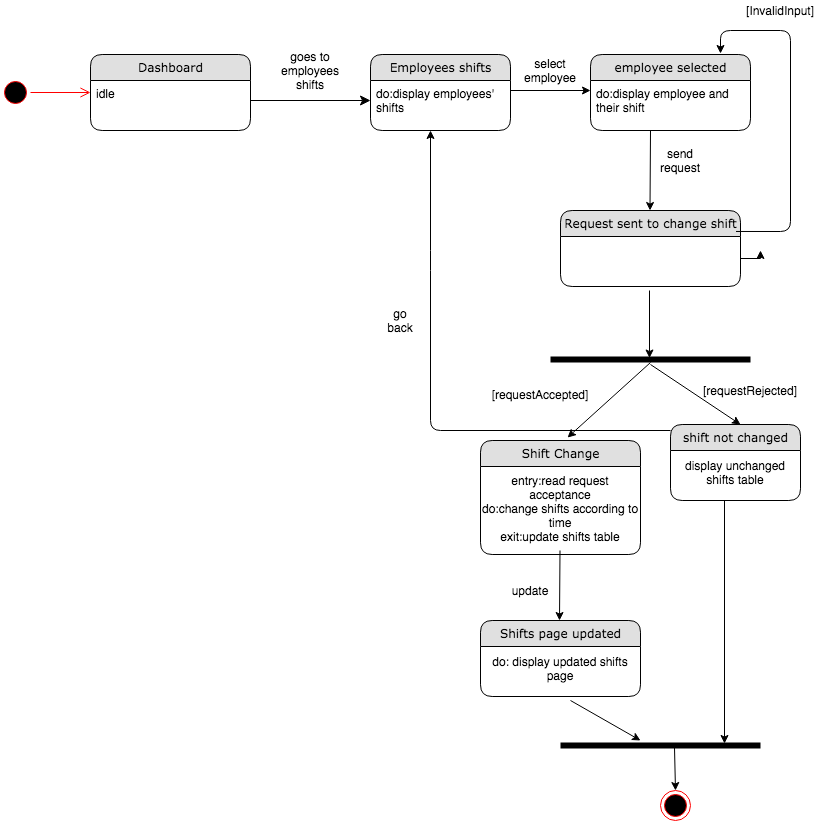 [InvalidInput]
Dashboard
idle
goes to
employees
shifts
Employees shifts
do:display employees'
shifts
select
employee
employee selected
do:display employee and
their shift
send
request
Request sent to change shift
go
back
[requestAccepted]
[requestRejected]
Shift Change
entry:read request
acceptance
do:change shifts according to
time
exit:update shifts table
shift not changed
display unchanged
shifts table
update
Shifts page updated
do: display updated shifts
page